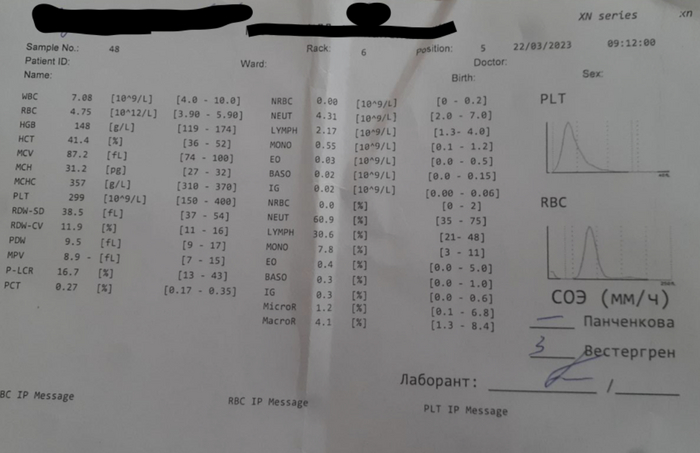 XN series xn
Sample No.: 48 Rack: 6 position: 5 22/03/2023 09:12:00
Patient ID: Ward: Doctor:
Name: Birth: Sex:
WBC 7.08 [10^9/L] [4.0 - 10.0] NRBC 0.00 [10^9/L] [0 - 0.2] PLT
RBC 4.75 [10^12/L] [3.90 - 5.90] NEUT 4.31 [10^9/L] [2.0 - 7.0]
HGB 148 [g/L] [119 - 174] LYMPH 2.17 [10^9/L] [1.3- 4.0]
HCT 41.4 [%] [36 - 52] MONO 0.55 [10^9/L] [0.1 - 1.2]
MCV 87.2 [fL] [74 - 100] EO 0.03 [10^9/L] [0.0 - 0.5]
MCH 31.2 [pg] [27 - 32] BASO 0.02 [10^9/L] [0.0 - 0.15]
MCHC 357 [g/L] [310 - 370] IG 0.02 [10^9/L] [0.00 - 0.06]
PLT 299 [10^9/L] [150 - 400] NRBC 0.0 [%] [0 - 2] RBC
RDW-SD 38.5 [fL] [37 - 54] NEUT 60.9 [%] [35 - 75]
RDW-CV 11.9 [%] [11 - 16] LYMPH 30.6 [%] [21- 48]
PDW 9.5 [fL] [9 - 17] MONO 7.8 [%] [3 - 11]
MPV 8.9 - [fL] [7 - 15] EO 0.4 [%] [0.0 - 5.0]
P-LCR 16.7 [%] [13 - 43] BASO 0.3 [%] [0.0 - 1.0]
PCT 0.27 [%] [0.17 - 0.35] IG 0.3 [%] [0.0 - 0.6]
MicroR 1.2 [%] [0.1 - 6.8]
MacroR 4.1 [%] [1.3 - 8.4]
СОЭ (мм/ч)
— Панченкова
3 Вестергрен
Лаборант: /
BC IP Message RBC IP Message PLT IP Message